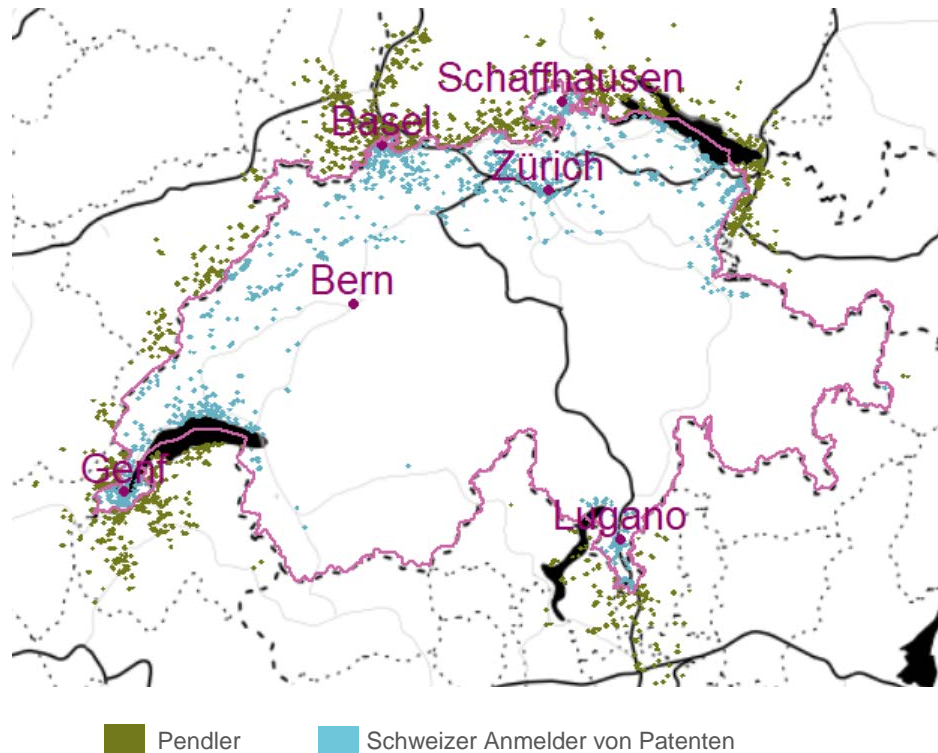 Schaffhausen
Basel
Zürich
Bern
Genf
Lugano
Pendler
Schweizer Anmelder von Patenten